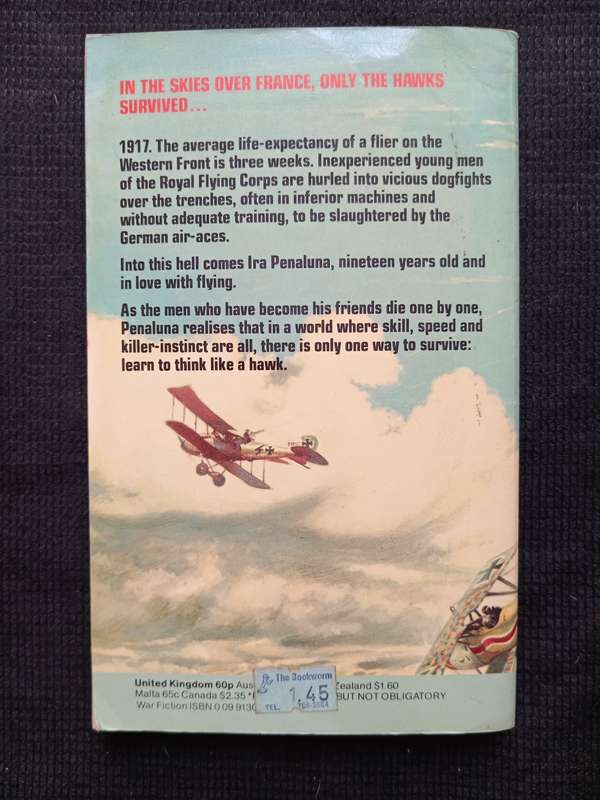 IN THE SKIES OVER FRANCE, ONLY THE HAWKS
SURVIVED...
1917. The average life-expectancy of a flier on the
Western Front is three weeks. Inexperienced young men
of the Royal Flying Corps are hurled into vicious dogfights
over the trenches, often in inferior machines and
without adequate training, to be slaughtered by the
German air-aces.
Into this hell comes Ira Penaluna, nineteen years old and
in love with flying.
As the men who have become his friends die one by one,
Penaluna realises that in a world where skill, speed and
killer-instinct are all, there is only one way to survive:
learn to think like a hawk.
United Kingdom 60p Aus The Bookworm Zealand $1.60
Malta 65c Canada $2.35 1.45 BUT NOT OBLIGATORY
War Fiction ISBN 0 09 9130 TEL.